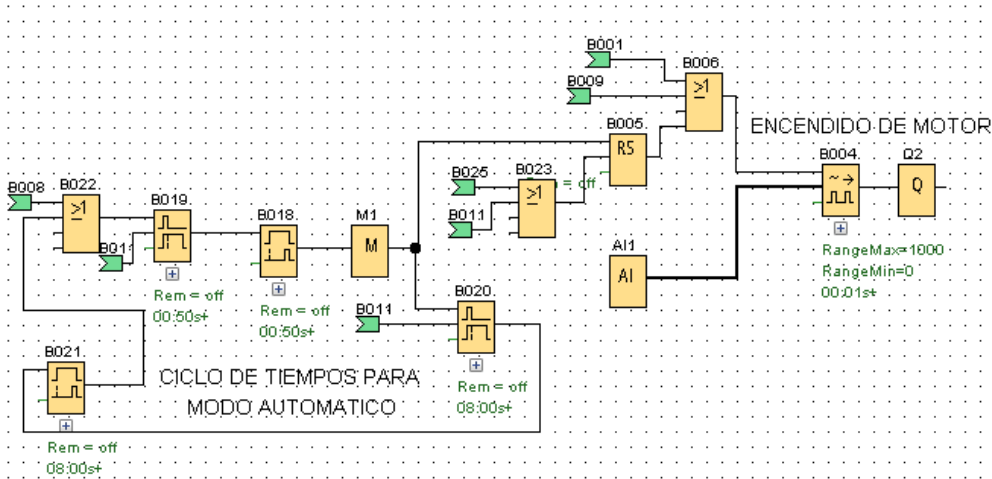 B001
B006
≥1
B009
ENCENDIDO DE MOTOR
B005
RS
B004
Q2
Q
B025
B023
≥1
= off
B011
B008
B022
≥1
B019
B011
B018
M1
M
AI1
AI
RangeMax=1000
RangeMin=0
00:01s+
Rem = off
00:50s+
Rem = off
00:50s+
B011
B020
B021
CICLO DE TIEMPOS PARA
MODO AUTOMATICO
Rem = off
08:00s+
Rem = off
08:00s+